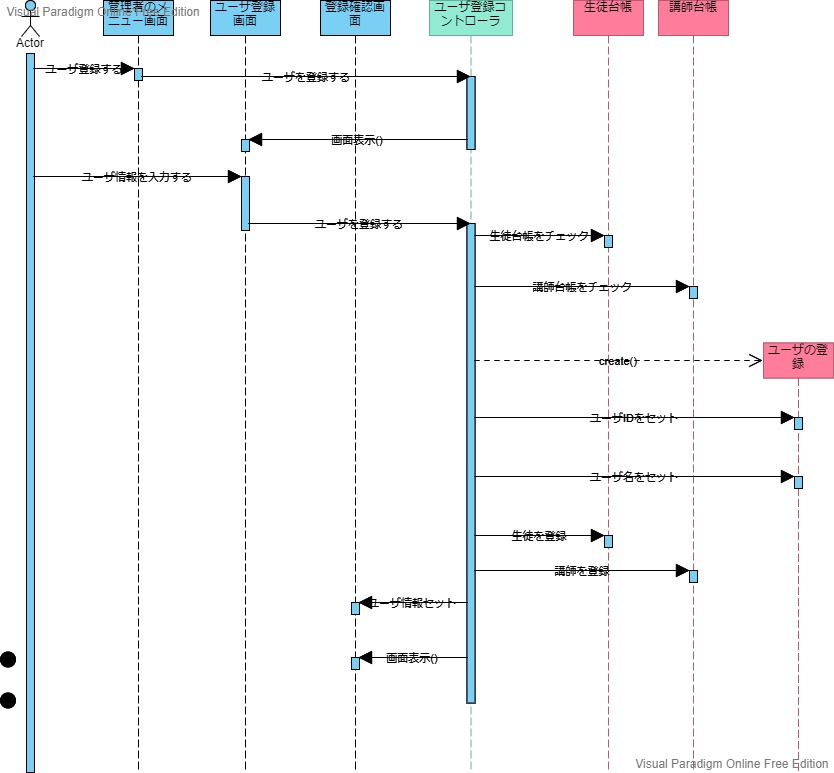 Visual Paradigm Online Free Edition
管理者のメ
ニュー画面
ユーザ登録
画面
登録確認画
面
ユーザ登録コ
ントローラ
生徒台帳
講師台帳
Actor
ユーザ登録する
ユーザを登録する
画面表示()
ユーザ情報を入力する
ユーザを登録する
生徒台帳をチェック
講師台帳をチェック
ユーザの登
録
create()
ユーザIDをセット
ユーザ名をセット
生徒を登録
講師を登録
ユーザ情報セット
画面表示()
Visual Paradigm Online Free Edition